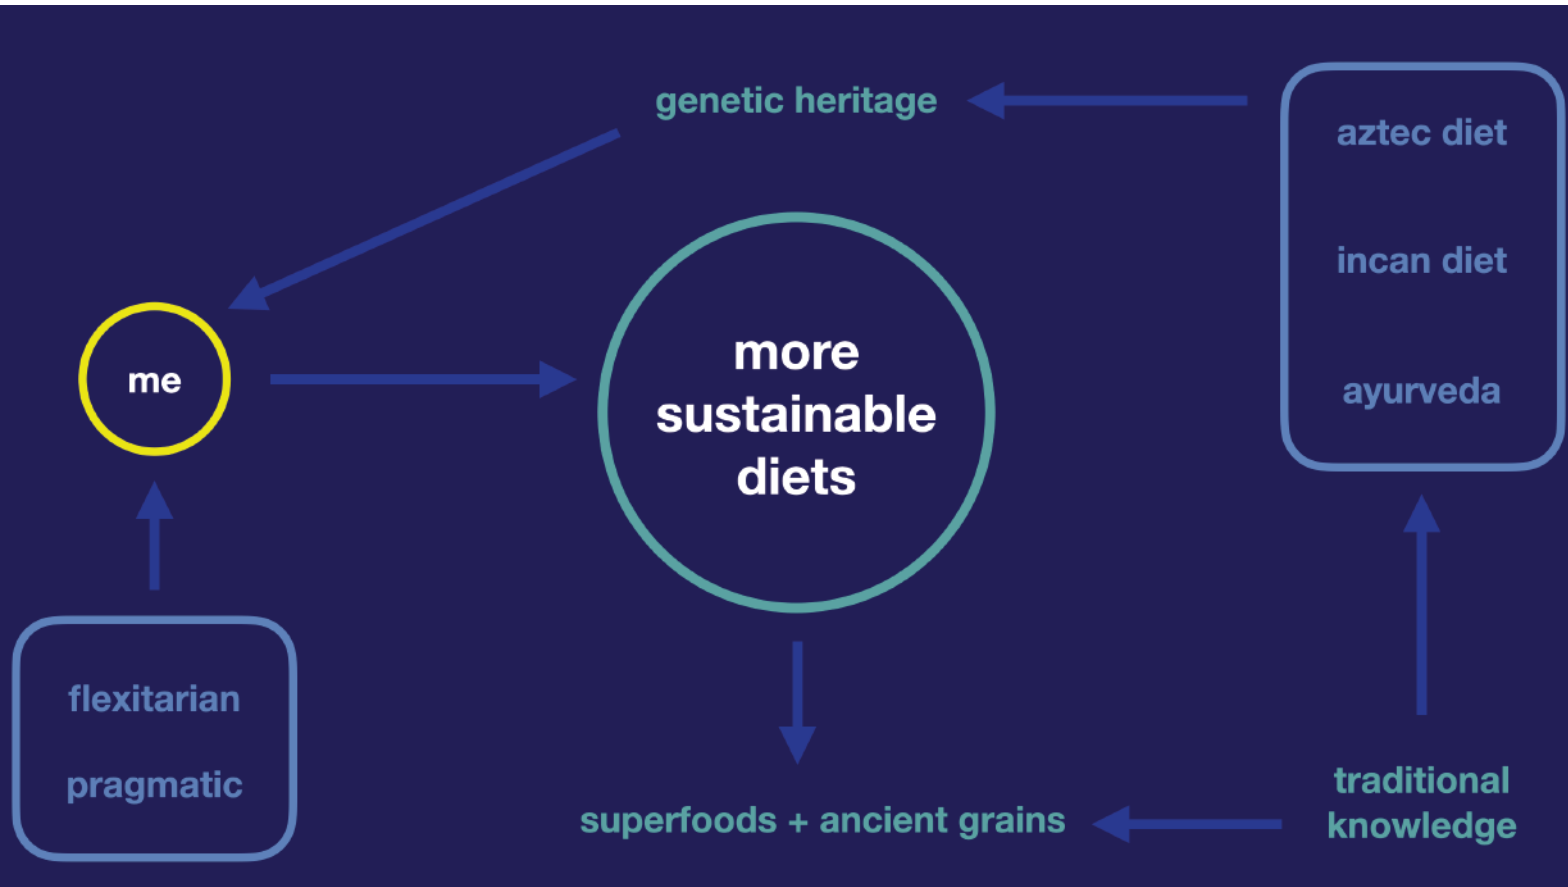 genetic heritage
aztec diet
incan diet
ayurveda
me
more
sustainable
diets
flexitarian
pragmatic
superfoods + ancient grains
traditional
knowledge